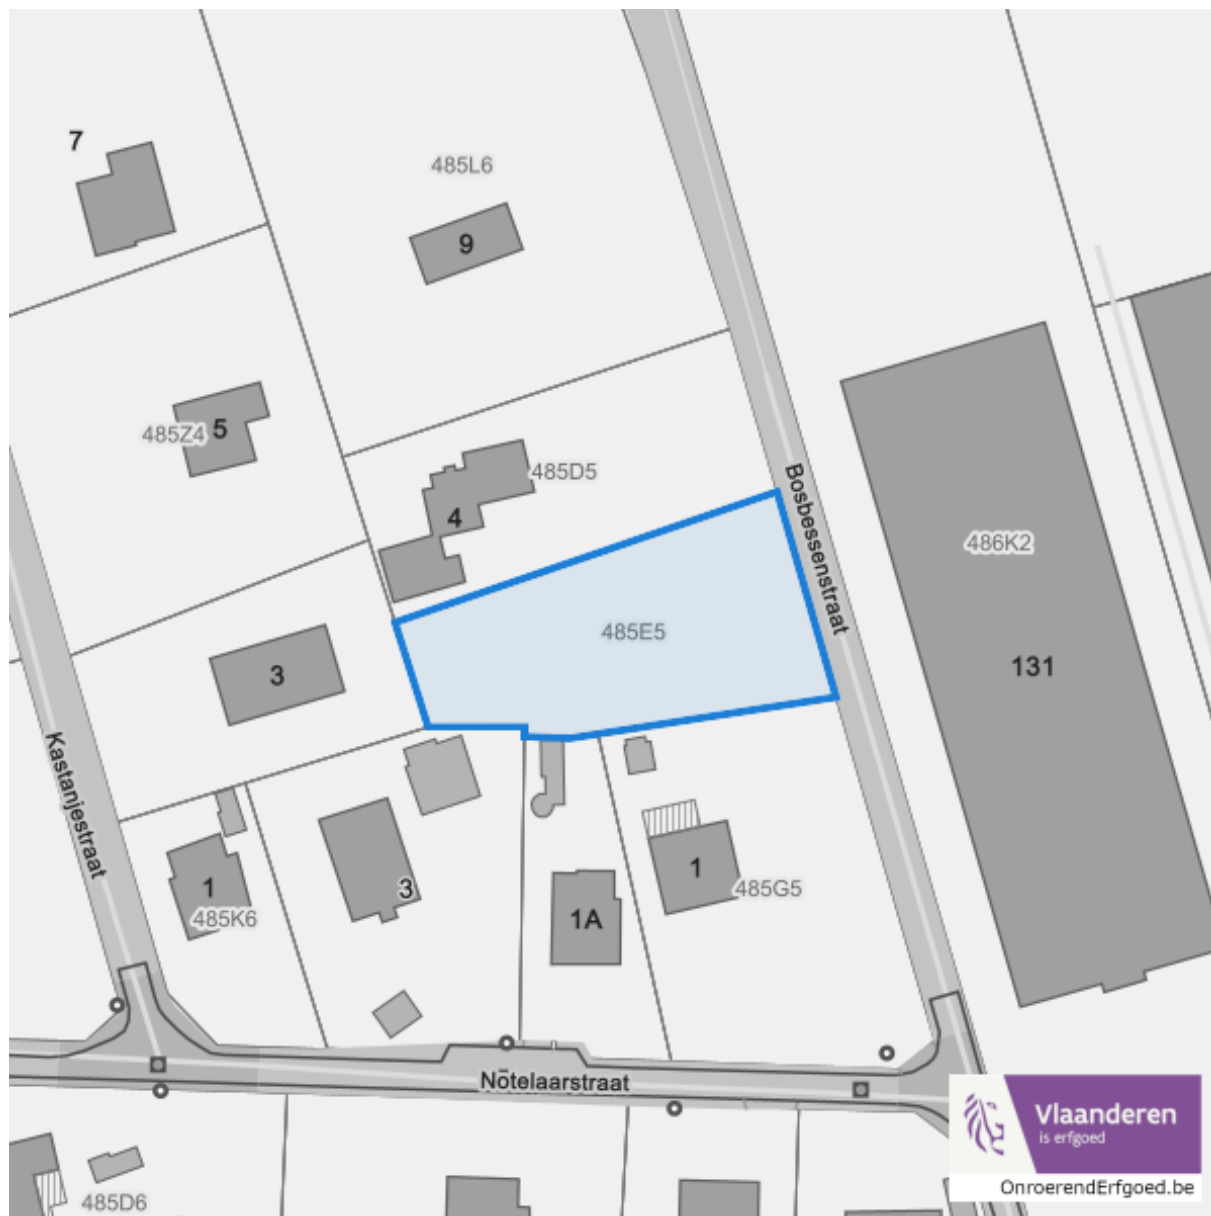 7
485L6
9
485Z4
5
485D5
4
Bosbessenstraat
486K2
485E5
131
3
Kastanjestraat
1
485K6
3
1A
1
485G5
Notelaarstraat
485D6
Vlaanderen
is erfgoed
OnroerendErfgoed.be